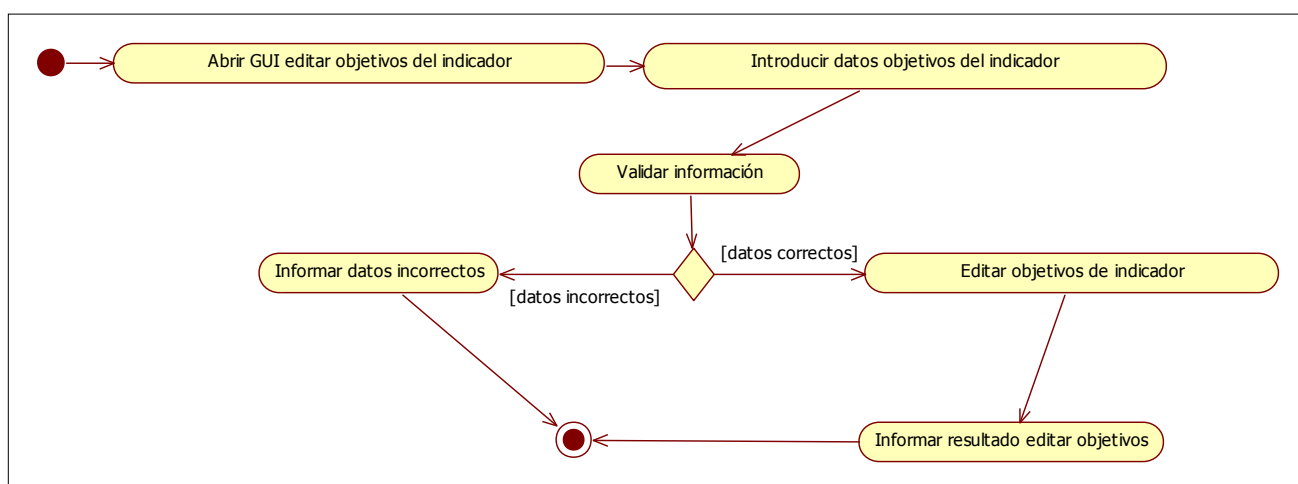 Abrir GUI editar objetivos del indicador
Introducir datos objetivos del indicador
Validar información
[datos correctos]
Informar datos incorrectos
Editar objetivos de indicador
[datos incorrectos]
Informar resultado editar objetivos